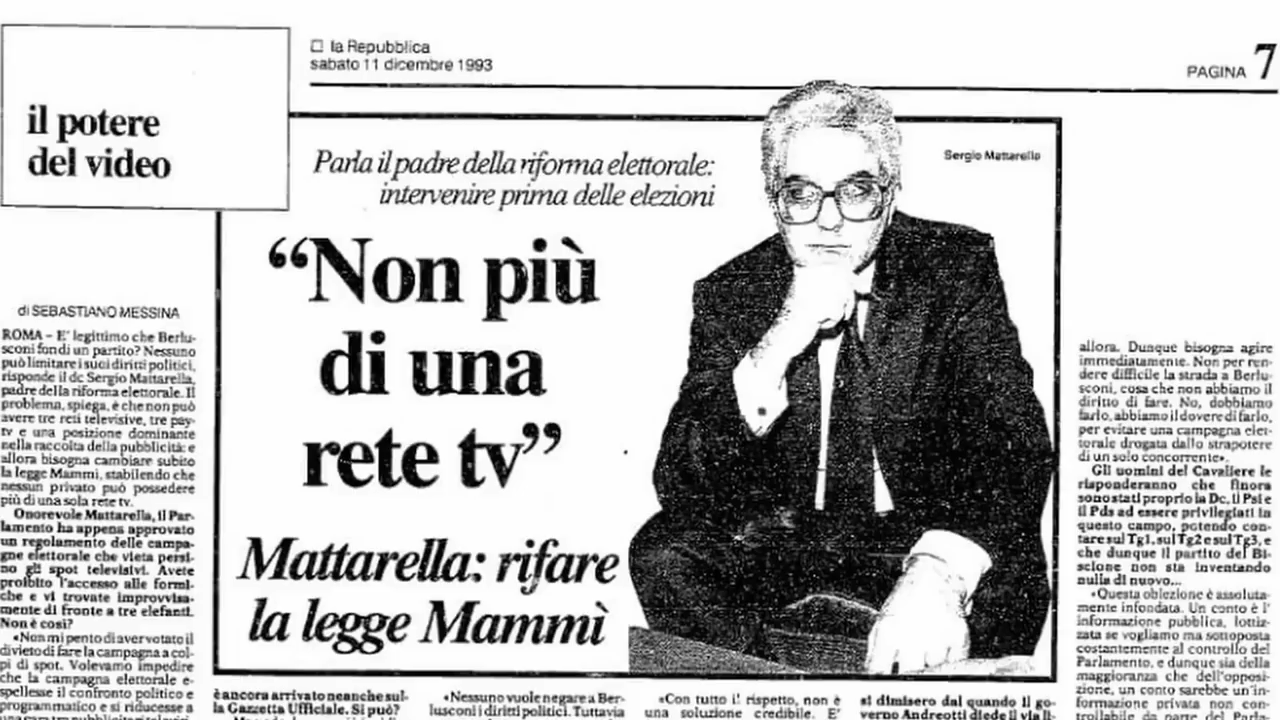 la Repubblica
sabato 11 dicembre 1993
PAGINA 7
il potere
del video
Parla il padre della riforma elettorale:
intervenire prima delle elezioni
Sergio Mattarella
“Non più
di una
rete tv”
Mattarella: rifare
la legge Mammì
di SEBASTIANO MESSINA
ROMA – E' legittimo che Berlu-
sconi fondi un partito? Nessuno
può limitare i suoi diritti politici,
risponde il dc Sergio Mattarella,
padre della riforma elettorale. Il
problema, spiega, è che non può
avere tre reti televisive, tre pay-
tv e una posizione dominante
nella raccolta della pubblicità: e
allora bisogna cambiare subito
la legge Mammì, stabilendo che
nessun privato può possedere
più di una sola rete tv.
Onorevole Mattarella, il Par-
lamento ha appena approvato
un regolamento delle campa-
gne elettorale che vieta persi-
no gli spot televisivi. Avete
proibito l'accesso alle formi-
che e vi trovate improvvisa-
mente di fronte a tre elefanti.
Non è così?
«Non mi pento di aver votato il
divieto di fare la campagna a col-
pi di spot. Volevamo impedire
che la campagna elettorale e-
spellesse il confronto politico e
programmatico e si riducesse a
è ancora arrivato neanche sul-
la Gazzetta Ufficiale. Si può?
«Nessuno vuole negare a Ber-
lusconi i diritti politici. Tuttavia
«Con tutto il rispetto, non è
una soluzione credibile. E'
si dimisero dal quando il go-
verno Andreotti diede il via li-
allora. Dunque bisogna agire
immediatamente. Non per ren-
dere difficile la strada a Berlu-
sconi, cosa che non abbiamo il
diritto di fare. No, dobbiamo
farlo, abbiamo il dovere di farlo,
per evitare una campagna elet-
torale drogata dallo strapotere
di un solo concorrente».
Gli uomini del Cavaliere le
risponderanno che finora
sono stati proprio la Dc, il Psi e
il Pds ad essere privilegiati in
questo campo, potendo con-
tare sul Tg1, sul Tg2 e sul Tg3, e
che dunque il partito del Bi-
scione non sta inventando
nulla di nuovo...
«Questa obiezione è assoluta-
mente infondata. Un conto è l'
informazione pubblica, lottiz-
zata se vogliamo ma sottoposta
costantemente al controllo del
Parlamento, e dunque sia della
maggioranza che dell'opposi-
zione, un conto sarebbe un'in-
formazione privata non con-
trollabile da parte del Parla-